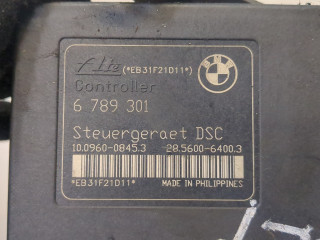 Ate (*EB31F21D11*) BMW
Controller
6 789 301
Steuergeraet DSC
10.0960-0845.3 28.5600-6400.3
*EB31F21D11* MADE IN PHILIPPINES